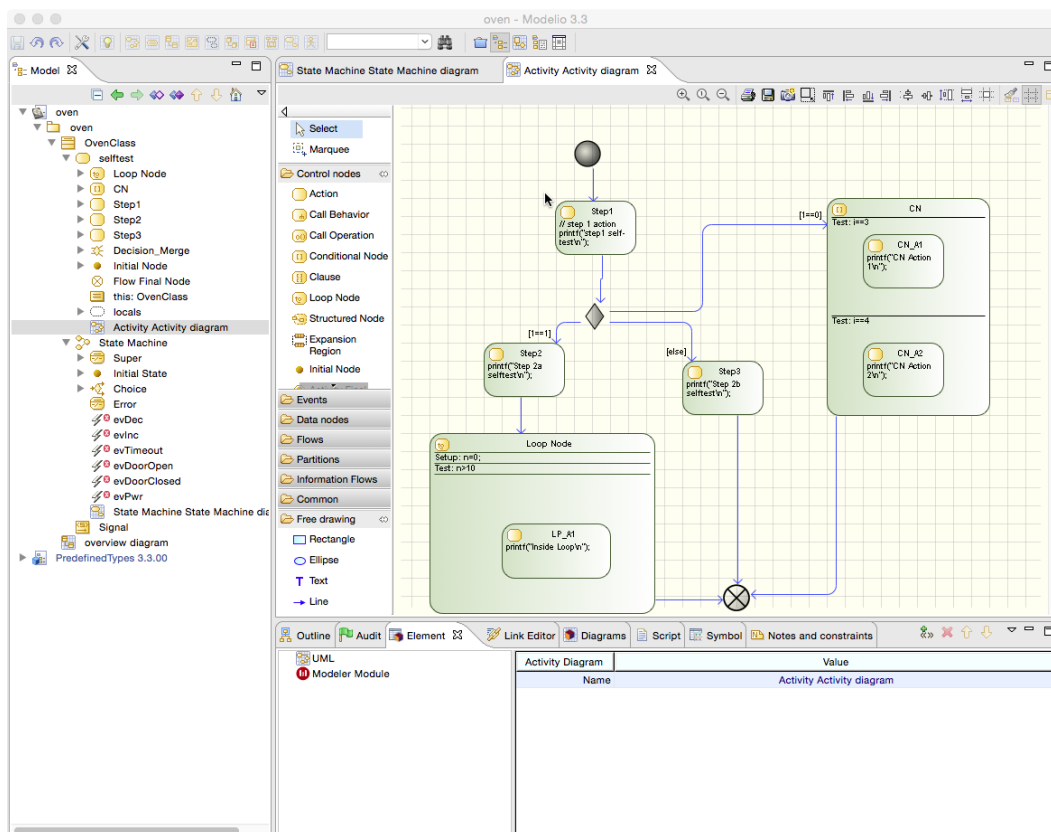 oven - Modelio 3.3
Model
State Machine State Machine diagram
Activity Activity diagram
oven
oven
OvenClass
selftest
Loop Node
CN
Step1
Step2
Step3
Decision_Merge
Initial Node
Flow Final Node
this: OvenClass
locals
Activity Activity diagram
State Machine
Super
Initial State
Choice
Error
evDec
evInc
evTimeout
evDoorOpen
evDoorClosed
evPwr
State Machine State Machine dia
Signal
overview diagram
PredefinedTypes 3.3.00
Select
Marquee
Control nodes
Action
Call Behavior
Call Operation
Conditional Node
Clause
Loop Node
Structured Node
Expansion
Region
Initial Node
Events
Data nodes
Flows
Partitions
Information Flows
Common
Free drawing
Rectangle
Ellipse
T Text
Line
Step1
// step 1 action
printf("step1 self-
test\n");
[1==0]
CN
Test: i==3
CN_A1
printf("CN Action
1\n");
Test: i==4
CN_A2
printf("CN Action
2\n");
[1==1]
Step2
printf("Step 2a
selftest\n");
[else]
Step3
printf("Step 2b
selftest\n");
Loop Node
Setup: n=0;
Test: n>10
LP_A1
printf("Inside Loop\n");
Outline
Audit
Element
Link Editor
Diagrams
Script
Symbol
Notes and constraints
UML
Modeler Module
Activity Diagram
Value
Name
Activity Activity diagram